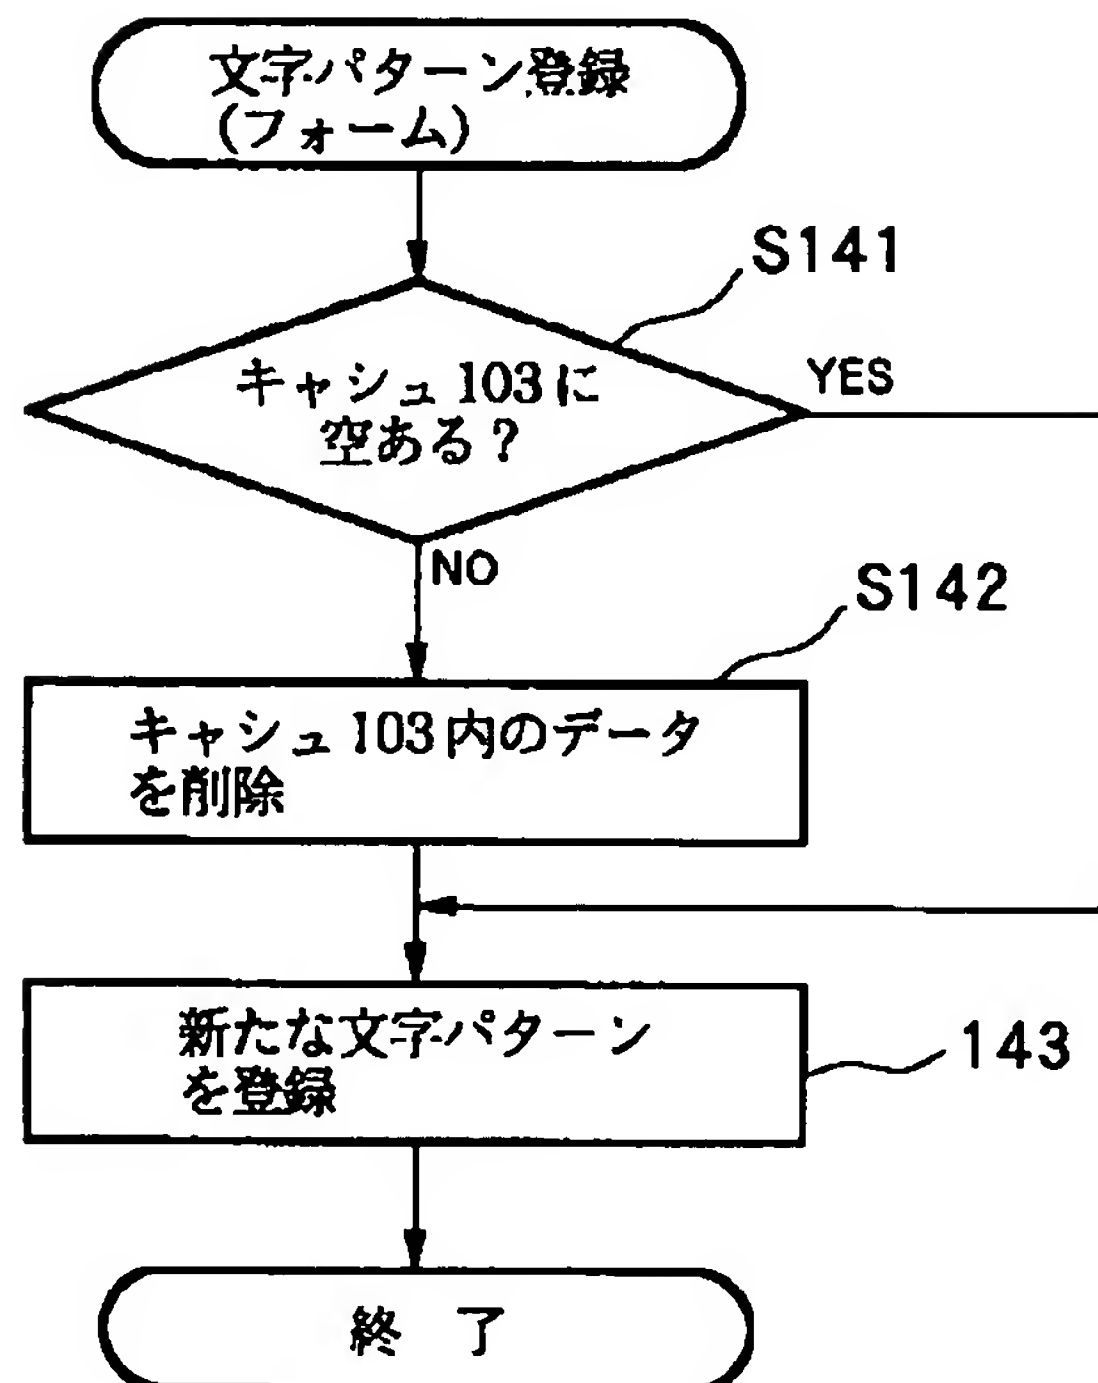 文字パターン登録
(フォーム)
S141
キャシュ103に
空ある?
YES
NO
S142
キャシュ103内のデータ
を削除
新たな文字パターン
を登録
143
終 了